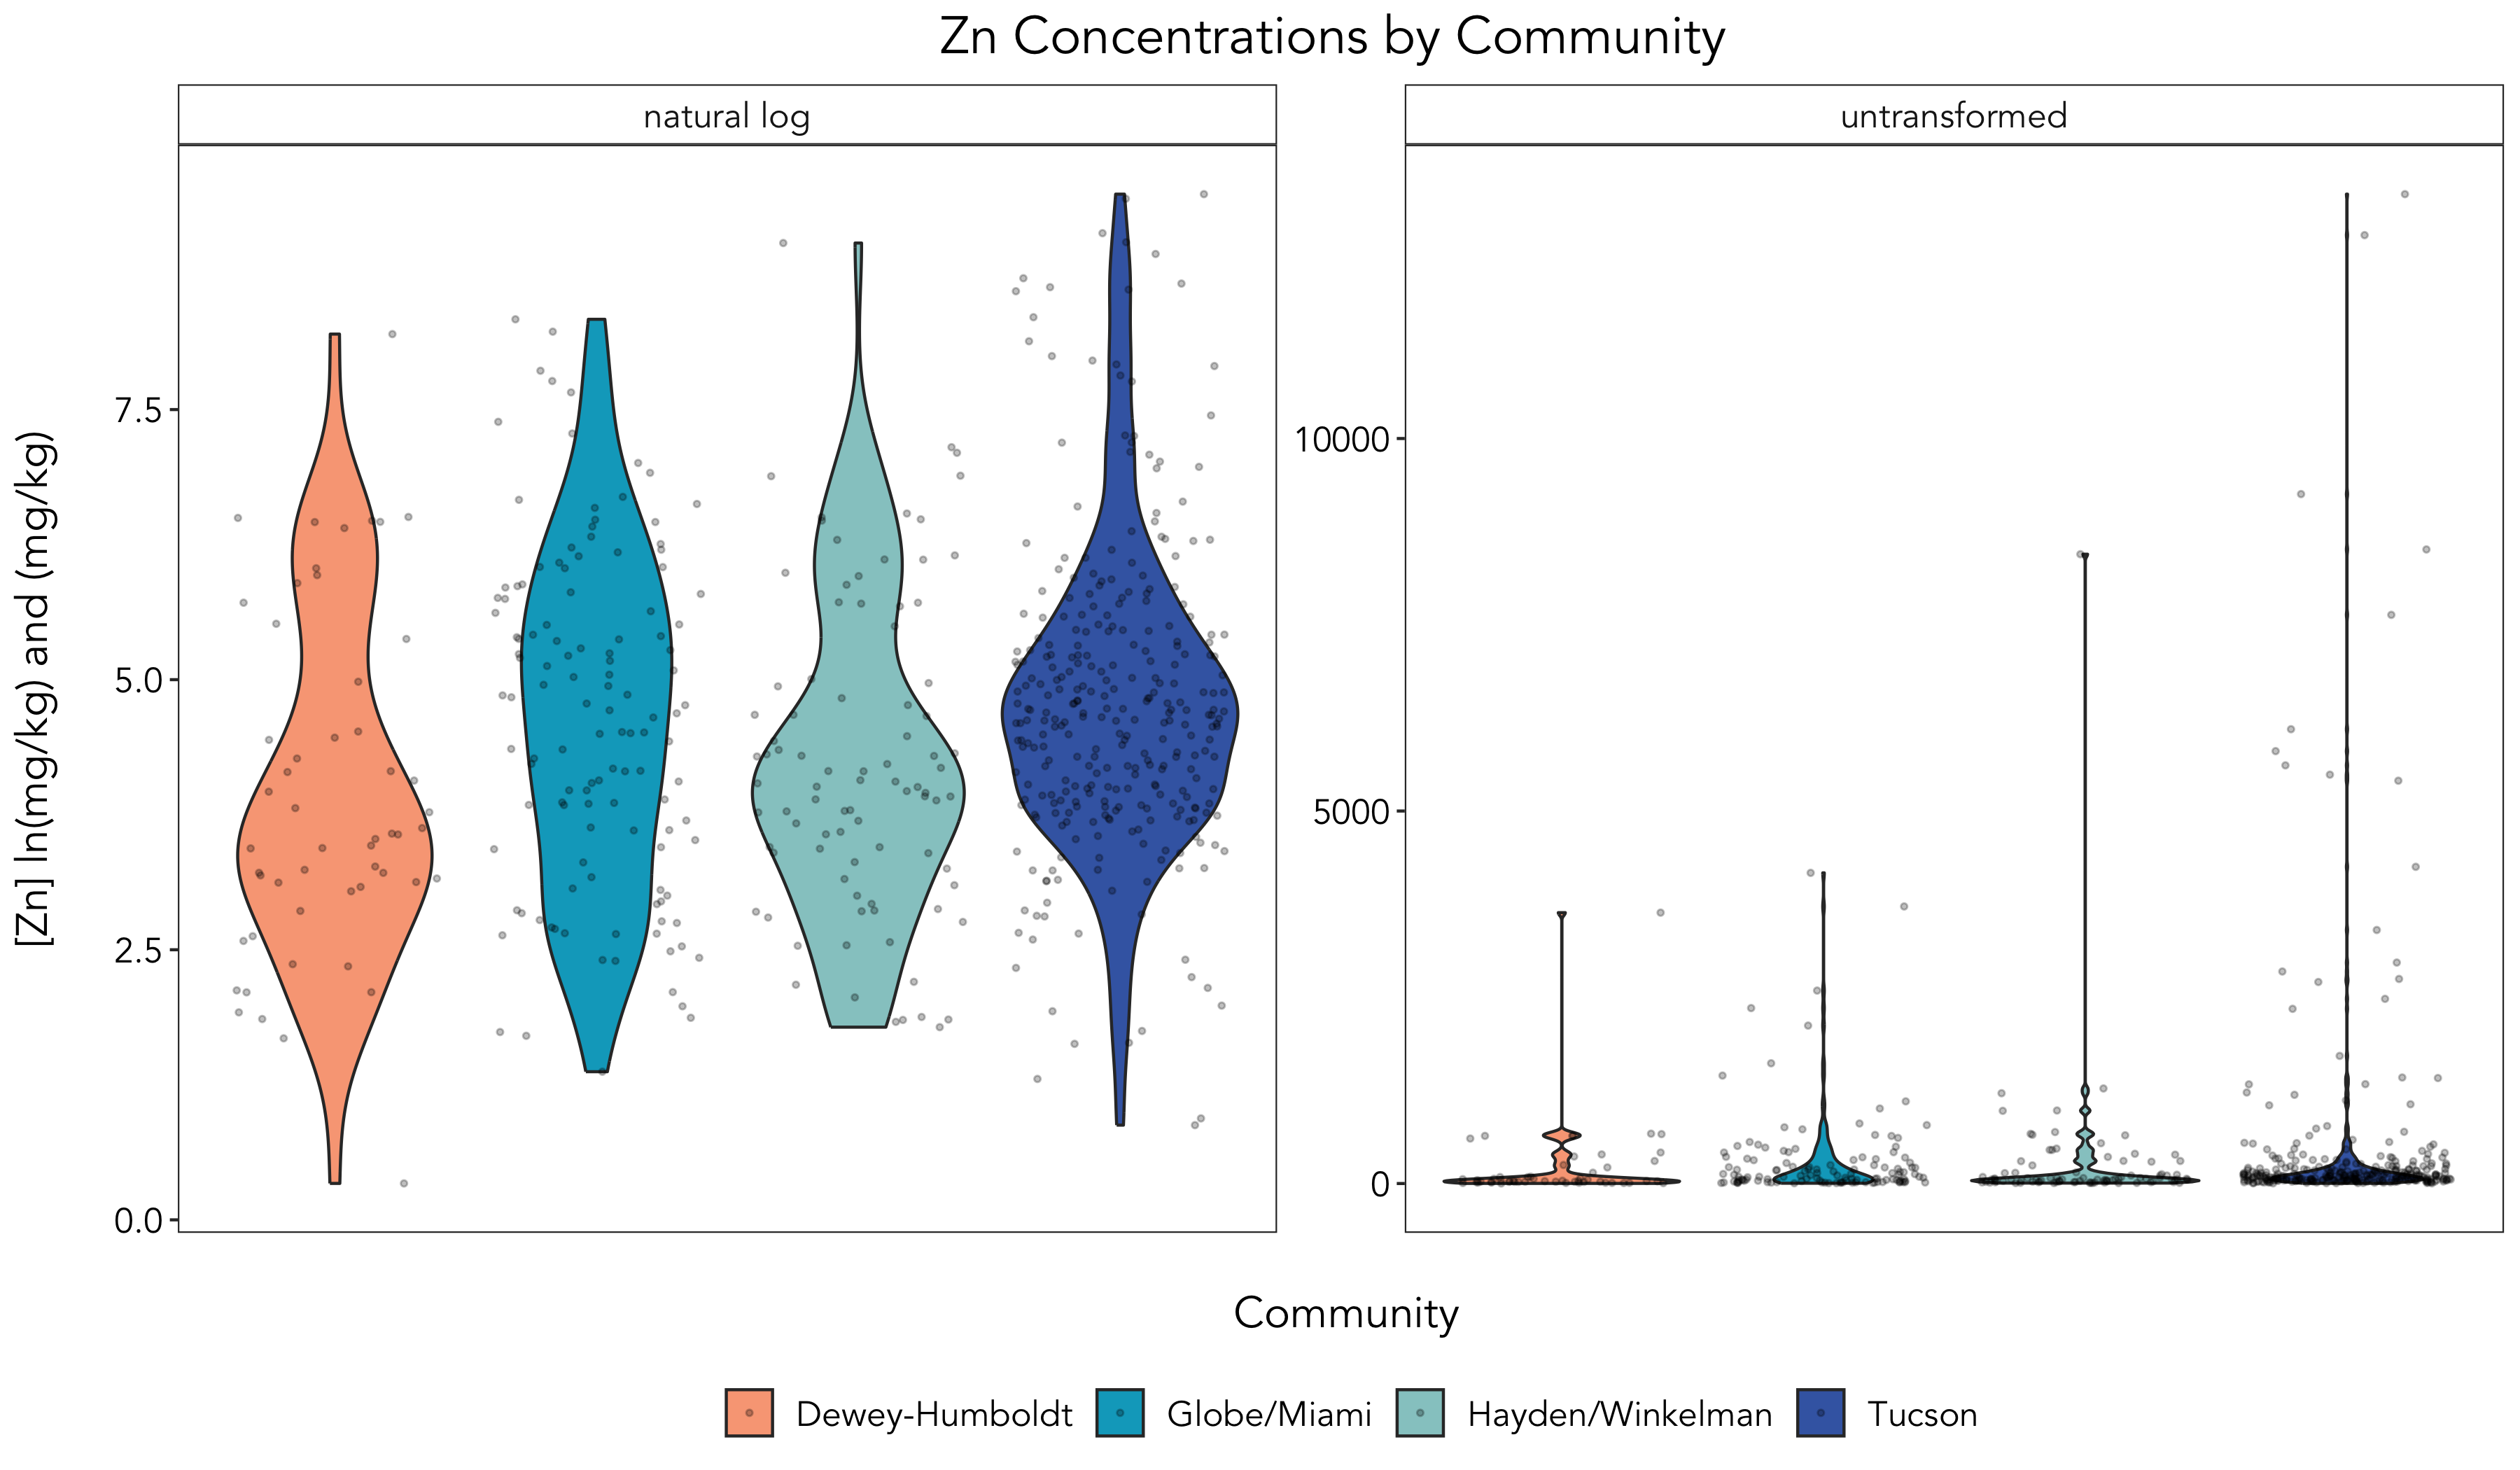 Zn Concentrations by Community
natural log
untransformed
[Zn] ln(mg/kg) and (mg/kg)
7.5
5.0
2.5
0.0
10000
5000
0
Community
Dewey-Humboldt
Globe/Miami
Hayden/Winkelman
Tucson